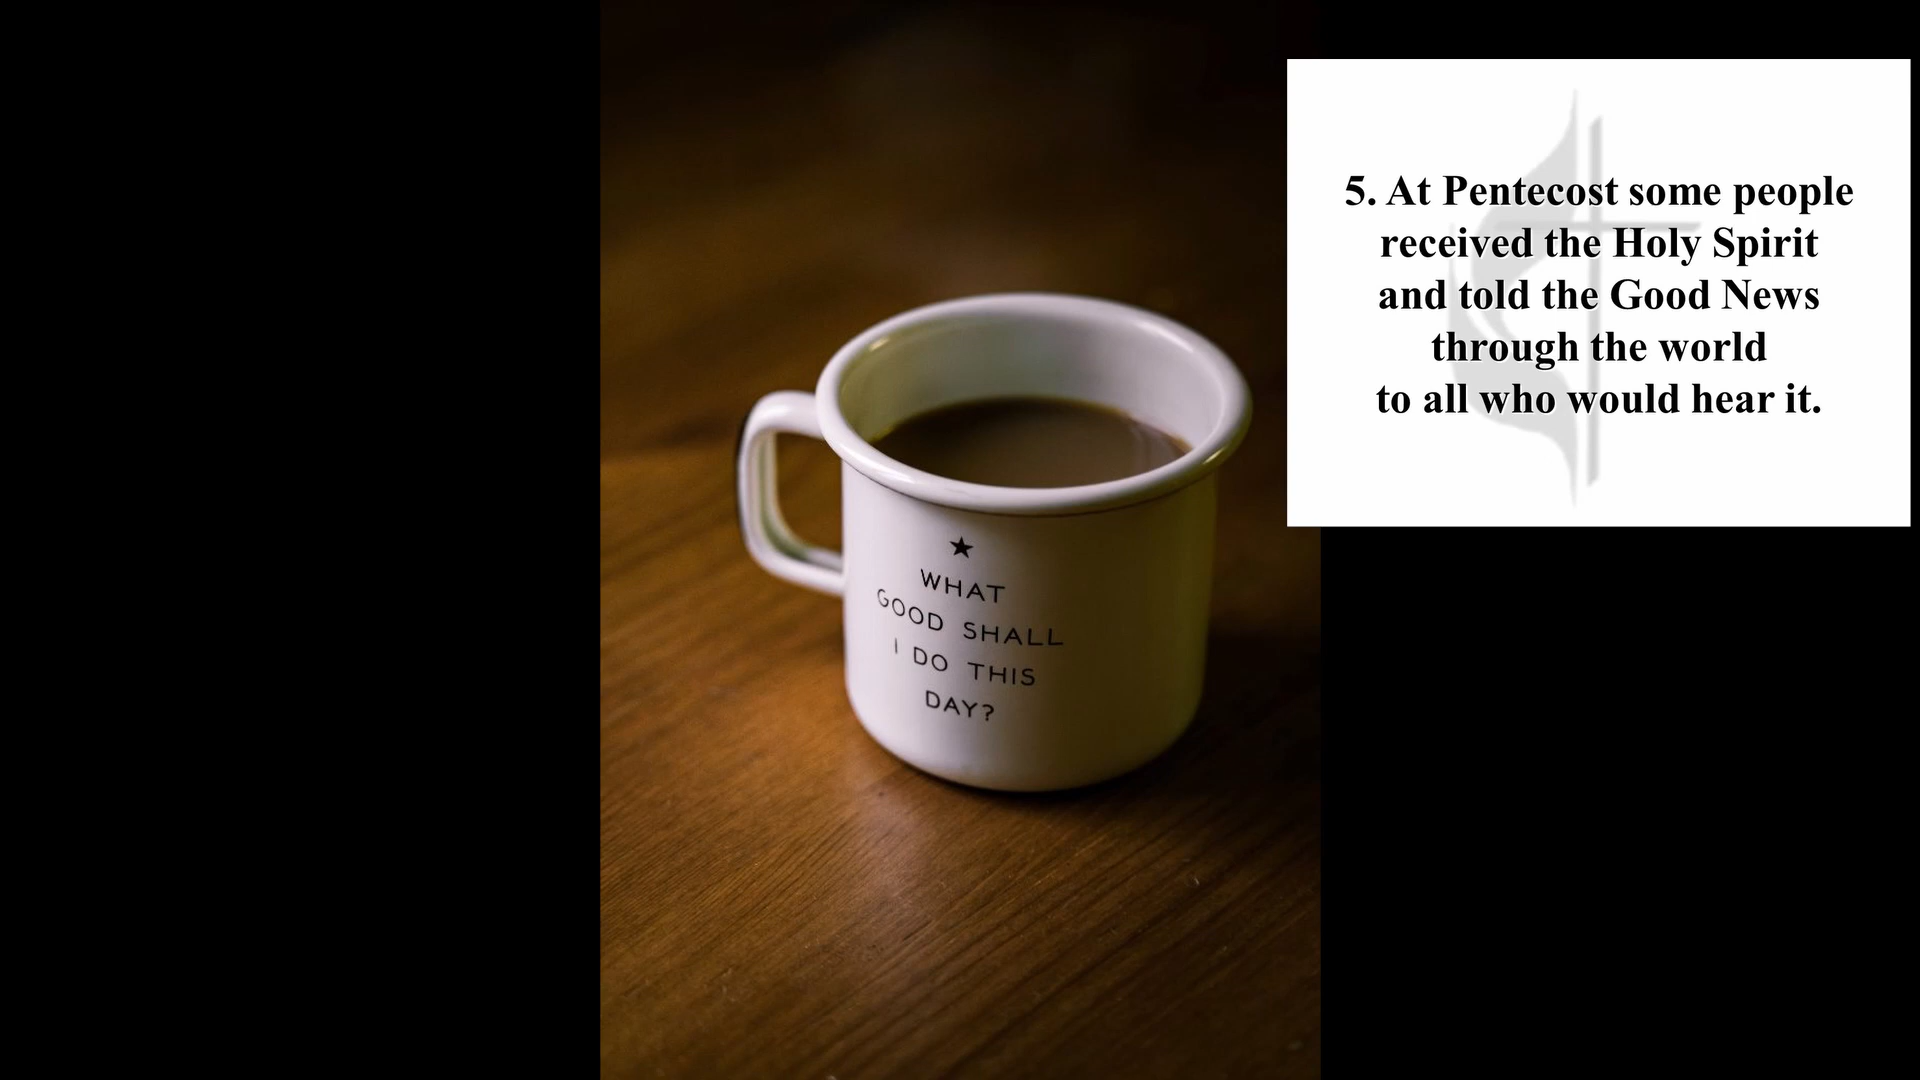 5. At Pentecost some people
received the Holy Spirit
and told the Good News
through the world
to all who would hear it.
★
WHAT
GOOD SHALL
I DO THIS
DAY?